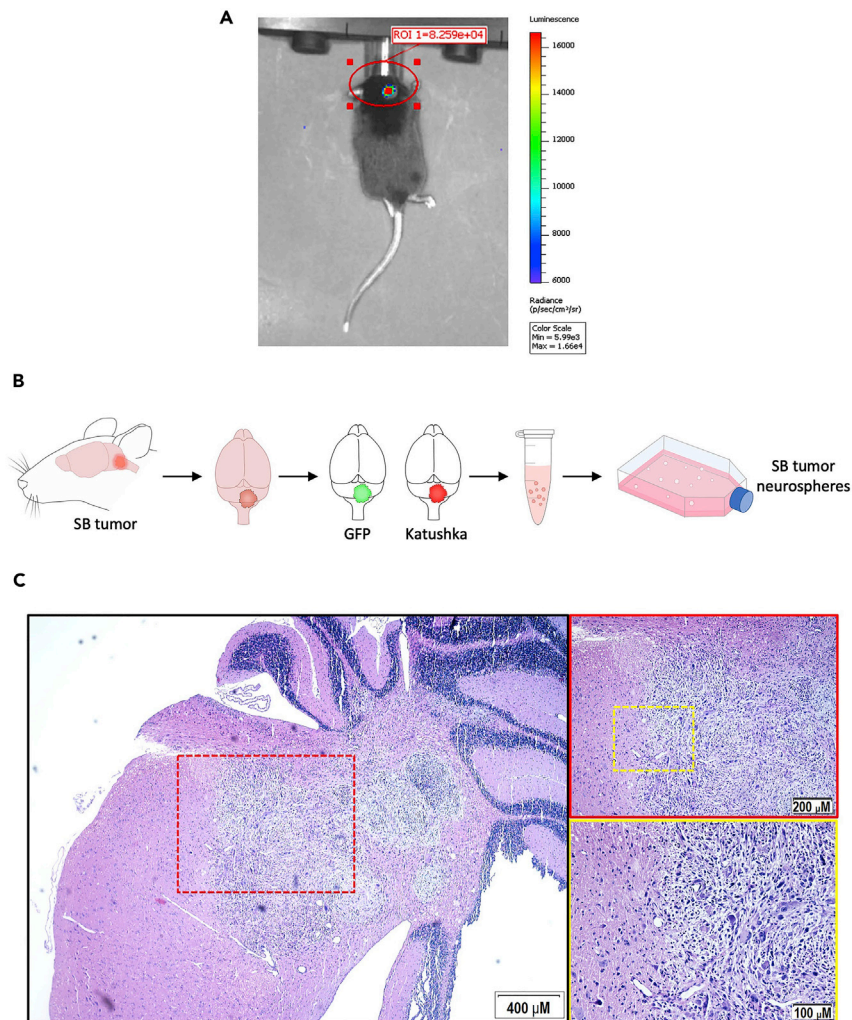 A
ROI 1=8.259e+04
Luminescence
16000
14000
12000
10000
8000
6000
Radiance
(p/sec/cm²/sr)
Color Scale
Min = 5.99e3
Max = 1.66e4
B
SB tumor
GFP
Katushka
SB tumor
neurospheres
C
400 µM
200 µM
100 µM